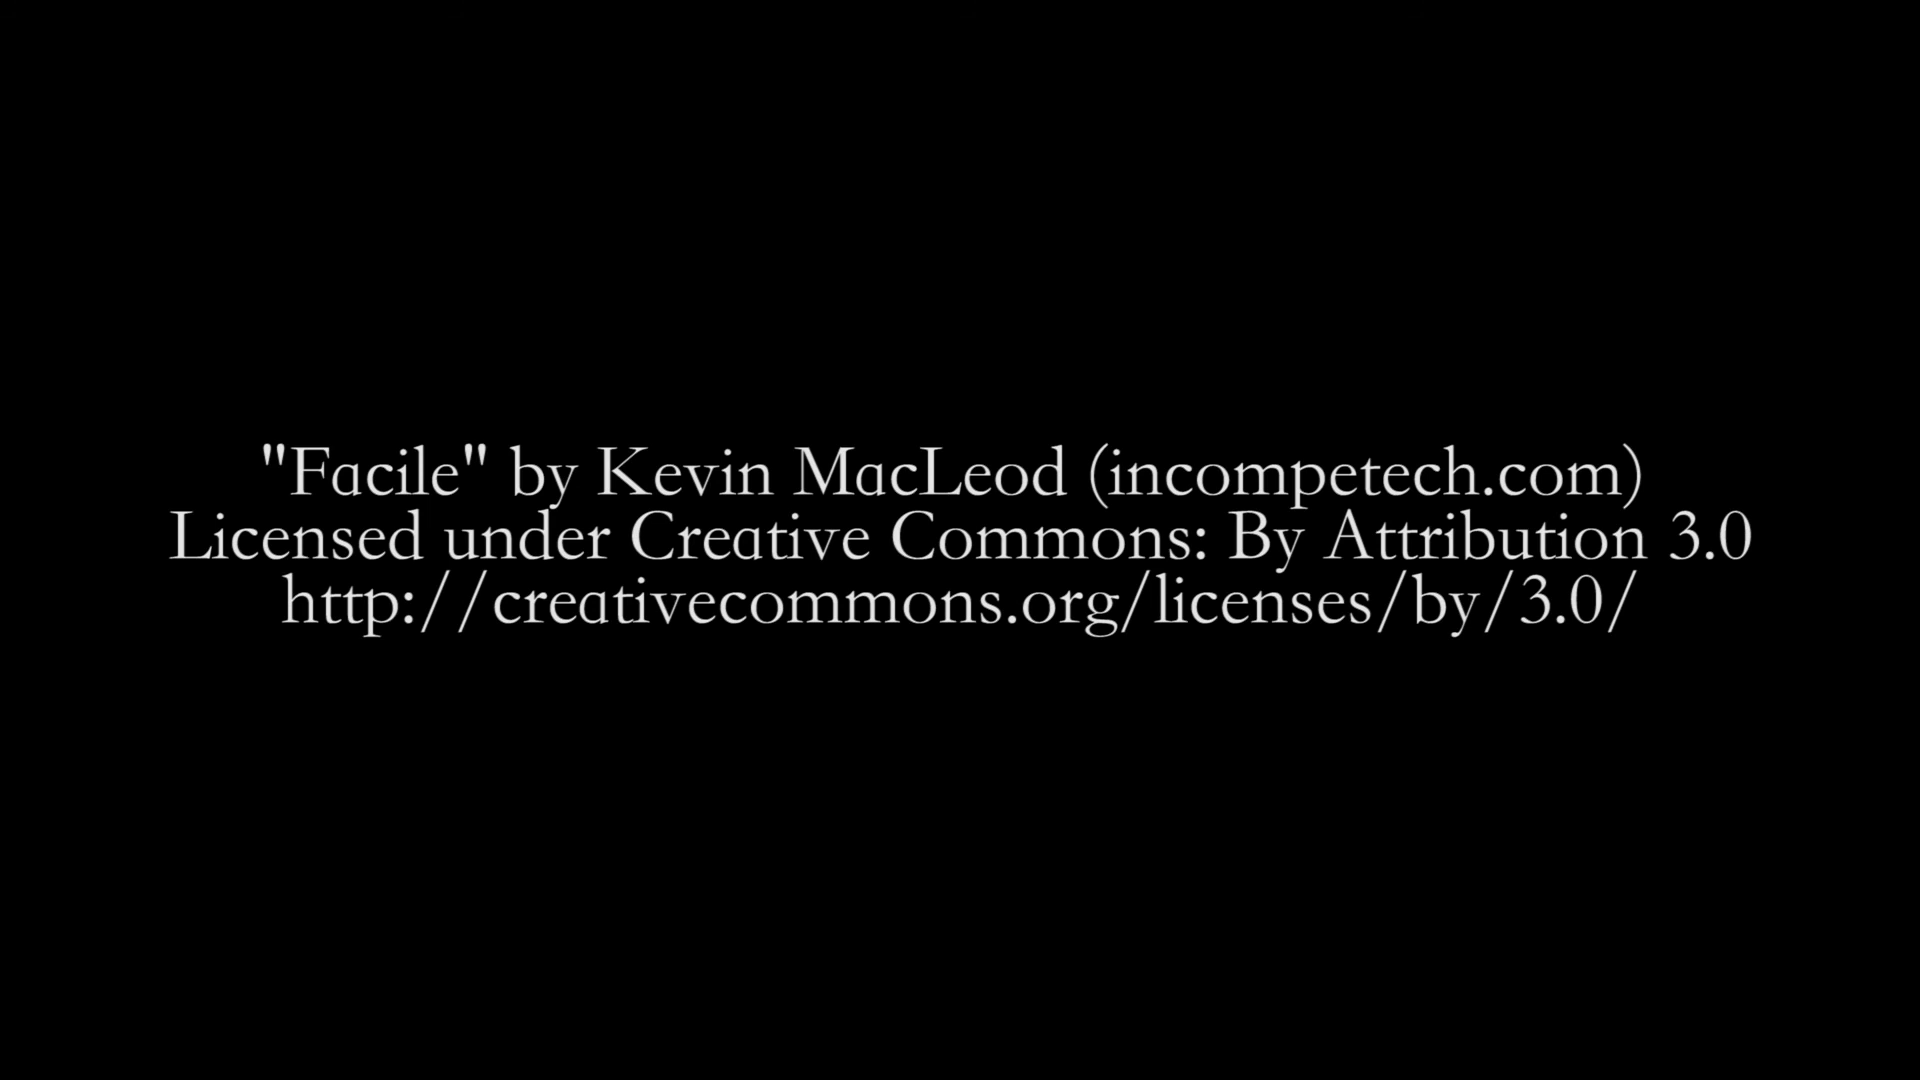 "Facile" by Kevin MacLeod (incompetech.com)
Licensed under Creative Commons: By Attribution 3.0
http://creativecommons.org/licenses/by/3.0/